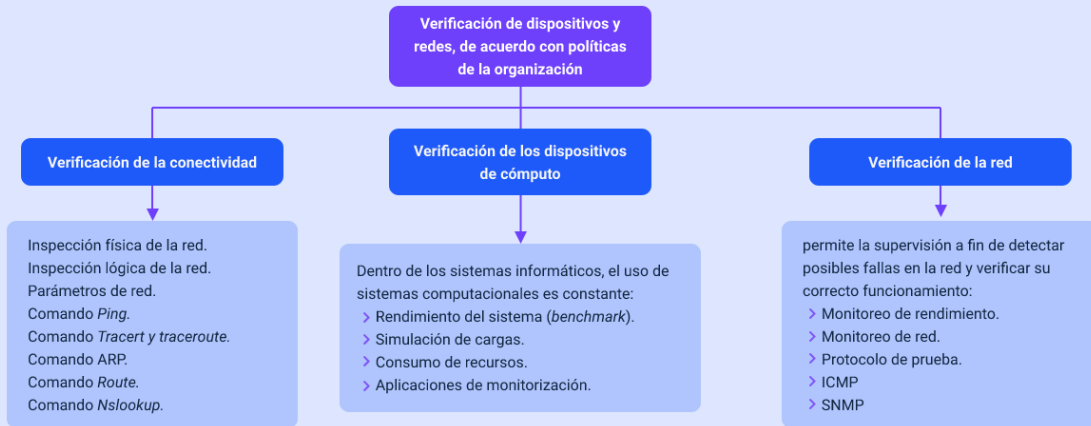 Verificación de dispositivos y
redes, de acuerdo con políticas
de la organización
Verificación de la conectividad
Inspección física de la red.
Inspección lógica de la red.
Parámetros de red.
Comando Ping.
Comando Tracert y traceroute.
Comando ARP.
Comando Route.
Comando Nslookup.
Verificación de los dispositivos
de cómputo
Dentro de los sistemas informáticos, el uso de
sistemas computacionales es constante:
Rendimiento del sistema (benchmark).
Simulación de cargas.
Consumo de recursos.
Aplicaciones de monitorización.
Verificación de la red
permite la supervisión a fin de detectar
posibles fallas en la red y verificar su
correcto funcionamiento:
Monitoreo de rendimiento.
Monitoreo de red.
Protocolo de prueba.
ICMP
SNMP